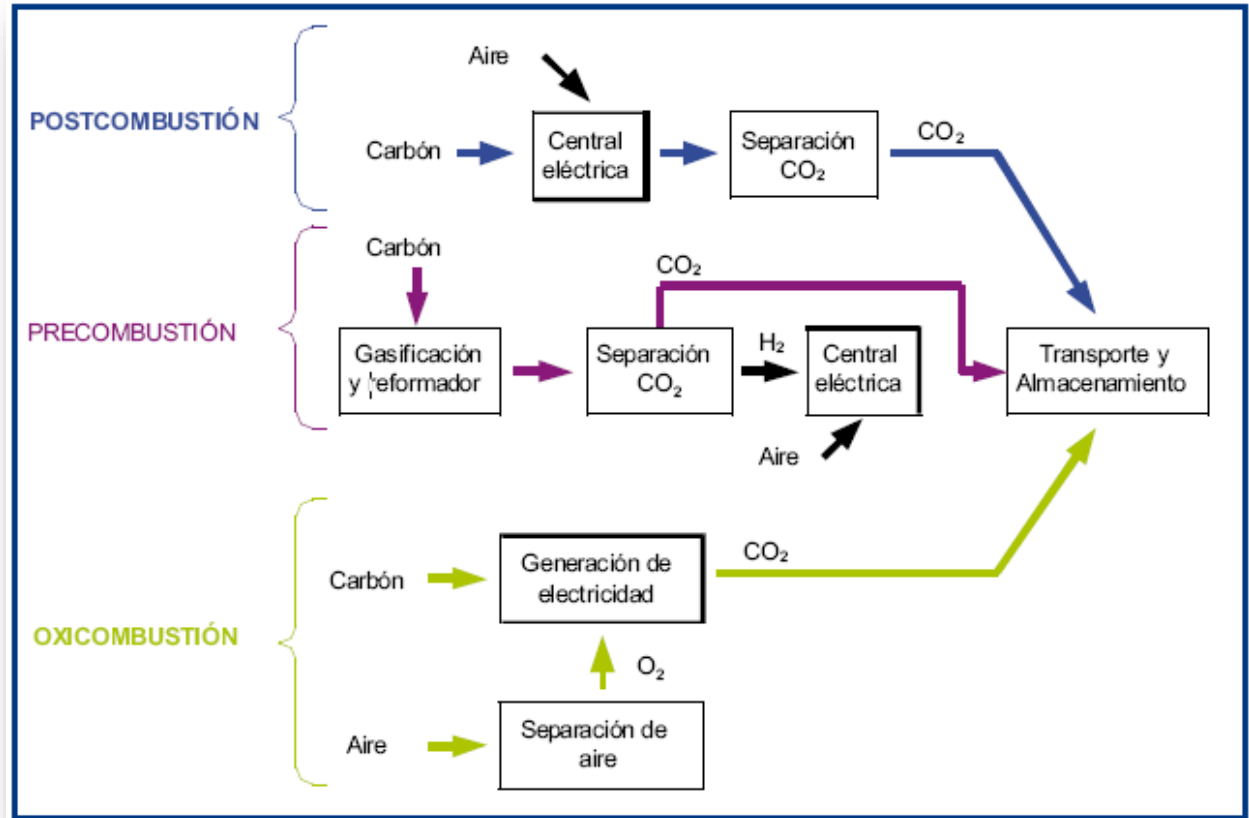 POSTCOMBUSTIÓN
Aire
Carbón
Central
eléctrica
Separación
CO₂
CO₂
PRECOMBUSTIÓN
Carbón
Gasificación
y reformador
Separación
CO₂
CO₂
H₂
Central
eléctrica
Aire
Transporte y
Almacenamiento
OXICOMBUSTIÓN
Carbón
Generación de
electricidad
CO₂
O₂
Aire
Separación de
aire